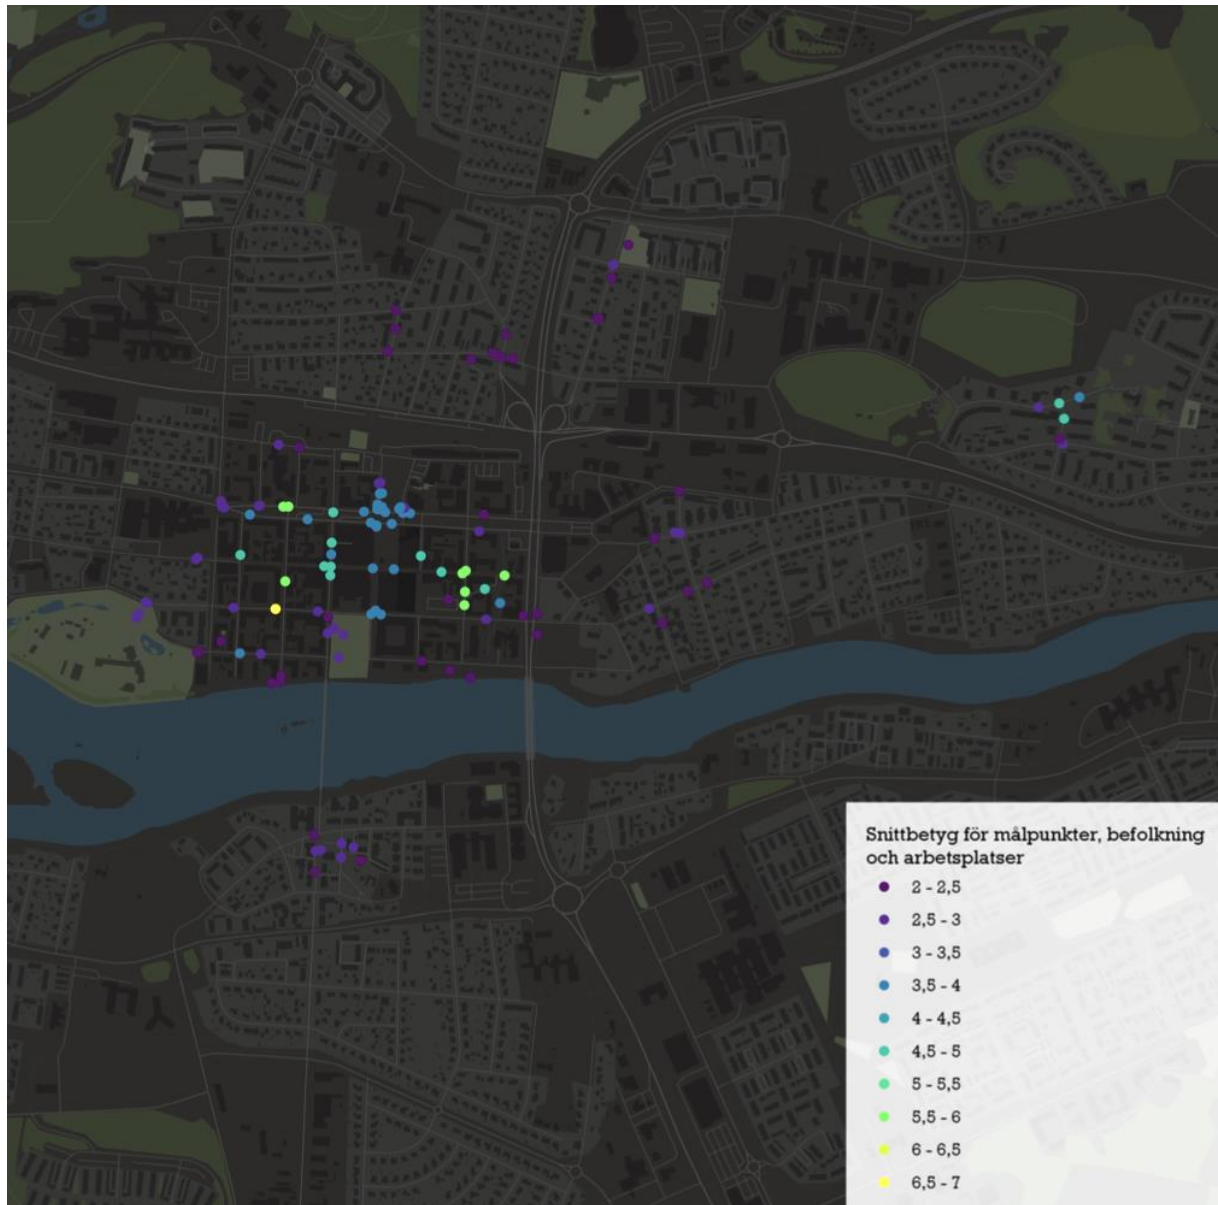 Snittbetyg för målpunkter, befolkning
och arbetsplatser
2 - 2,5
2,5 - 3
3 - 3,5
3,5 - 4
4 - 4,5
4,5 - 5
5 - 5,5
5,5 - 6
6 - 6,5
6,5 - 7